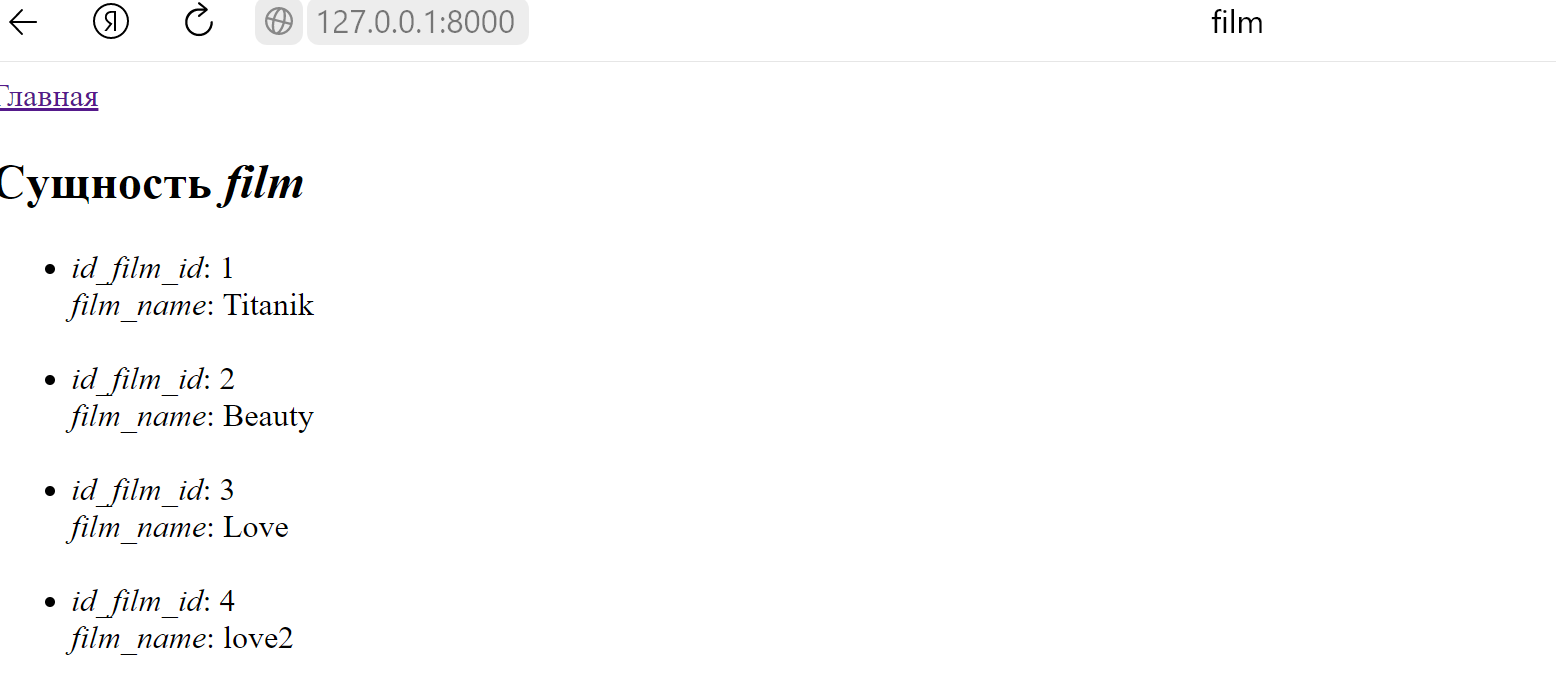 127.0.0.1:8000 film
Главная
Сущность film
id_film_id: 1
film_name: Titanik
id_film_id: 2
film_name: Beauty
id_film_id: 3
film_name: Love
id_film_id: 4
film_name: love2